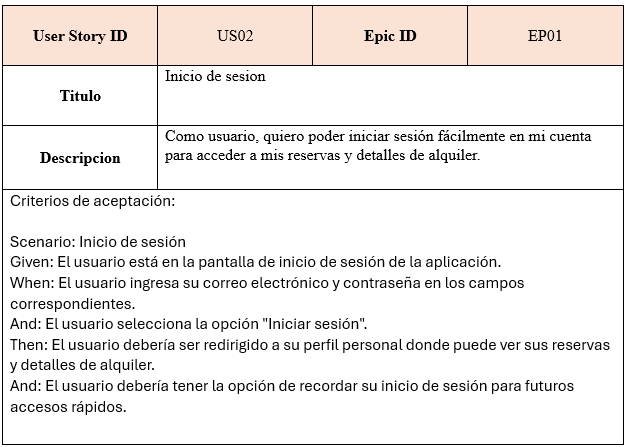 User Story ID US02 Epic ID EP01
Titulo Inicio de sesion
Descripcion Como usuario, quiero poder iniciar sesión fácilmente en mi cuenta
para acceder a mis reservas y detalles de alquiler.
Criterios de aceptación:
Scenario: Inicio de sesión
Given: El usuario está en la pantalla de inicio de sesión de la aplicación.
When: El usuario ingresa su correo electrónico y contraseña en los campos
correspondientes.
And: El usuario selecciona la opción "Iniciar sesión".
Then: El usuario debería ser redirigido a su perfil personal donde puede ver sus reservas
y detalles de alquiler.
And: El usuario debería tener la opción de recordar su inicio de sesión para futuros
accesos rápidos.